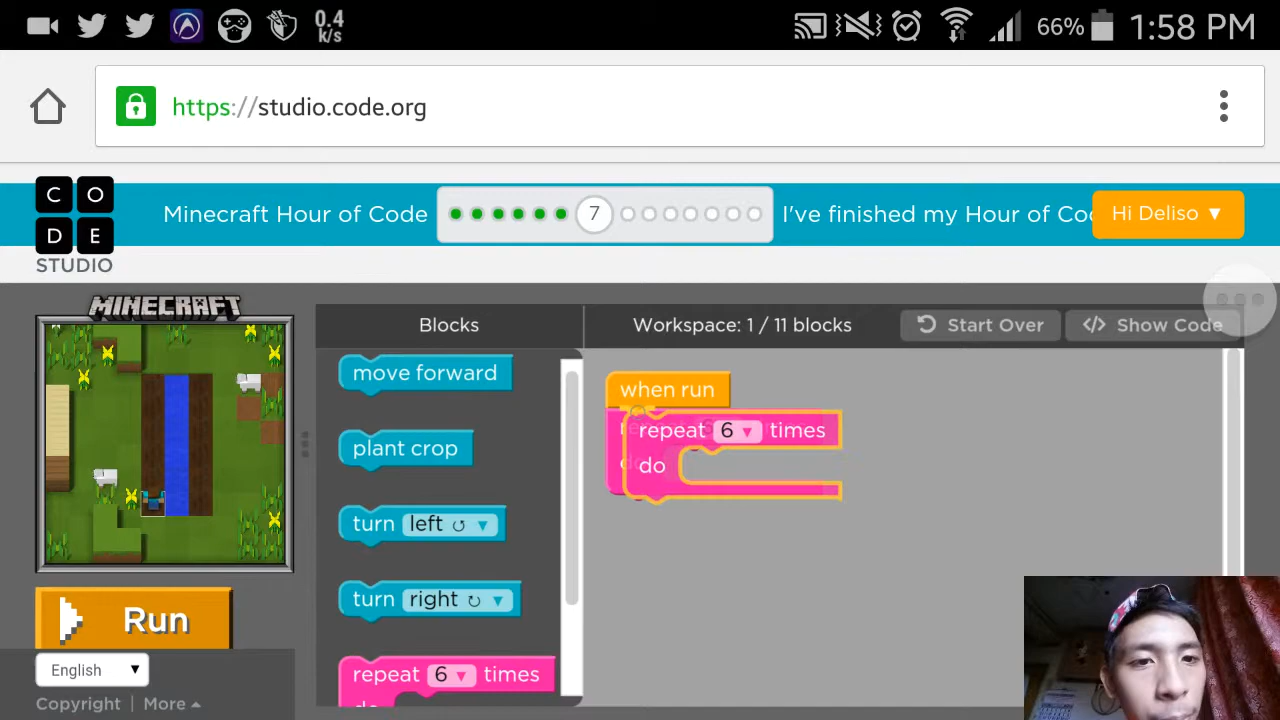 0.4
k/s
66%
1:58 PM
https://studio.code.org
CODE
STUDIO
Minecraft Hour of Code
7
I've finished my Hour of Co
Hi Deliso ▼
MINECRAFT
Blocks
Workspace: 1 / 11 blocks
Start Over
</> Show Code
move forward
when run
repeat 6 times
do
plant crop
turn left
turn right
Run
repeat 6 times
do
English
Copyright | More